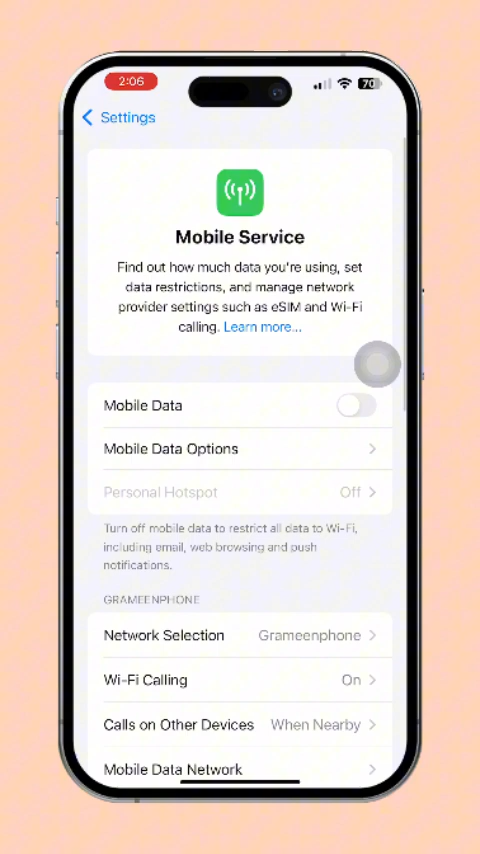 2:06
70
Settings
Mobile Service
Find out how much data you're using, set
data restrictions, and manage network
provider settings such as eSIM and Wi-Fi
calling. Learn more...
Mobile Data
Mobile Data Options
Personal Hotspot Off
Turn off mobile data to restrict all data to Wi-Fi,
including email, web browsing and push
notifications.
GRAMEENPHONE
Network Selection Grameenphone
Wi-Fi Calling On
Calls on Other Devices When Nearby
Mobile Data Network